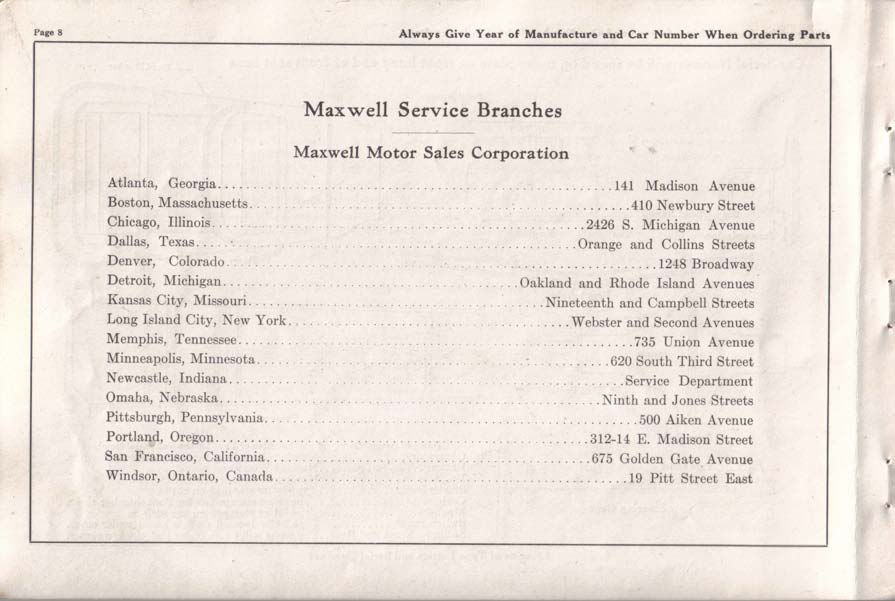 Page 8
Always Give Year of Manufacture and Car Number When Ordering Parts
Maxwell Service Branches
Maxwell Motor Sales Corporation
Atlanta, Georgia 141 Madison Avenue
Boston, Massachusetts 410 Newbury Street
Chicago, Illinois 2426 S. Michigan Avenue
Dallas, Texas Orange and Collins Streets
Denver, Colorado 1248 Broadway
Detroit, Michigan Oakland and Rhode Island Avenues
Kansas City, Missouri Nineteenth and Campbell Streets
Long Island City, New York Webster and Second Avenues
Memphis, Tennessee 735 Union Avenue
Minneapolis, Minnesota 620 South Third Street
Newcastle, Indiana Service Department
Omaha, Nebraska Ninth and Jones Streets
Pittsburgh, Pennsylvania 500 Aiken Avenue
Portland, Oregon 312-14 E. Madison Street
San Francisco, California 675 Golden Gate Avenue
Windsor, Ontario, Canada 19 Pitt Street East